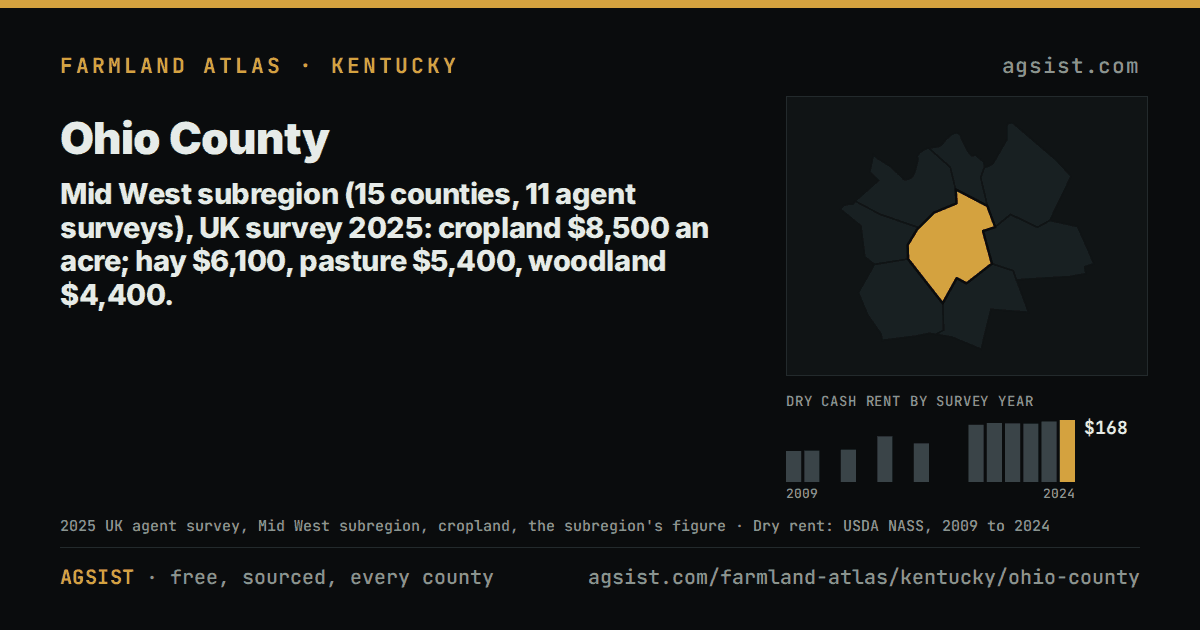 FARMLAND ATLAS · KENTUCKY
agsist.com
Ohio County
Mid West subregion (15 counties, 11 agent
surveys), UK survey 2025: cropland $8,500 an
acre; hay $6,100, pasture $5,400, woodland
$4,400.
DRY CASH RENT BY SURVEY YEAR
$168
2009
2024
2025 UK agent survey, Mid West subregion, cropland, the subregion's figure · Dry rent: USDA NASS, 2009 to 2024
AGSIST · free, sourced, every county
agsist.com/farmland-atlas/kentucky/ohio-county